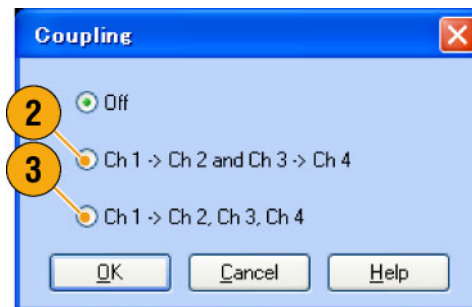 Coupling
Off
2
Ch 1 -> Ch 2 and Ch 3 -> Ch 4
3
Ch 1 -> Ch 2, Ch 3, Ch 4
OK Cancel Help